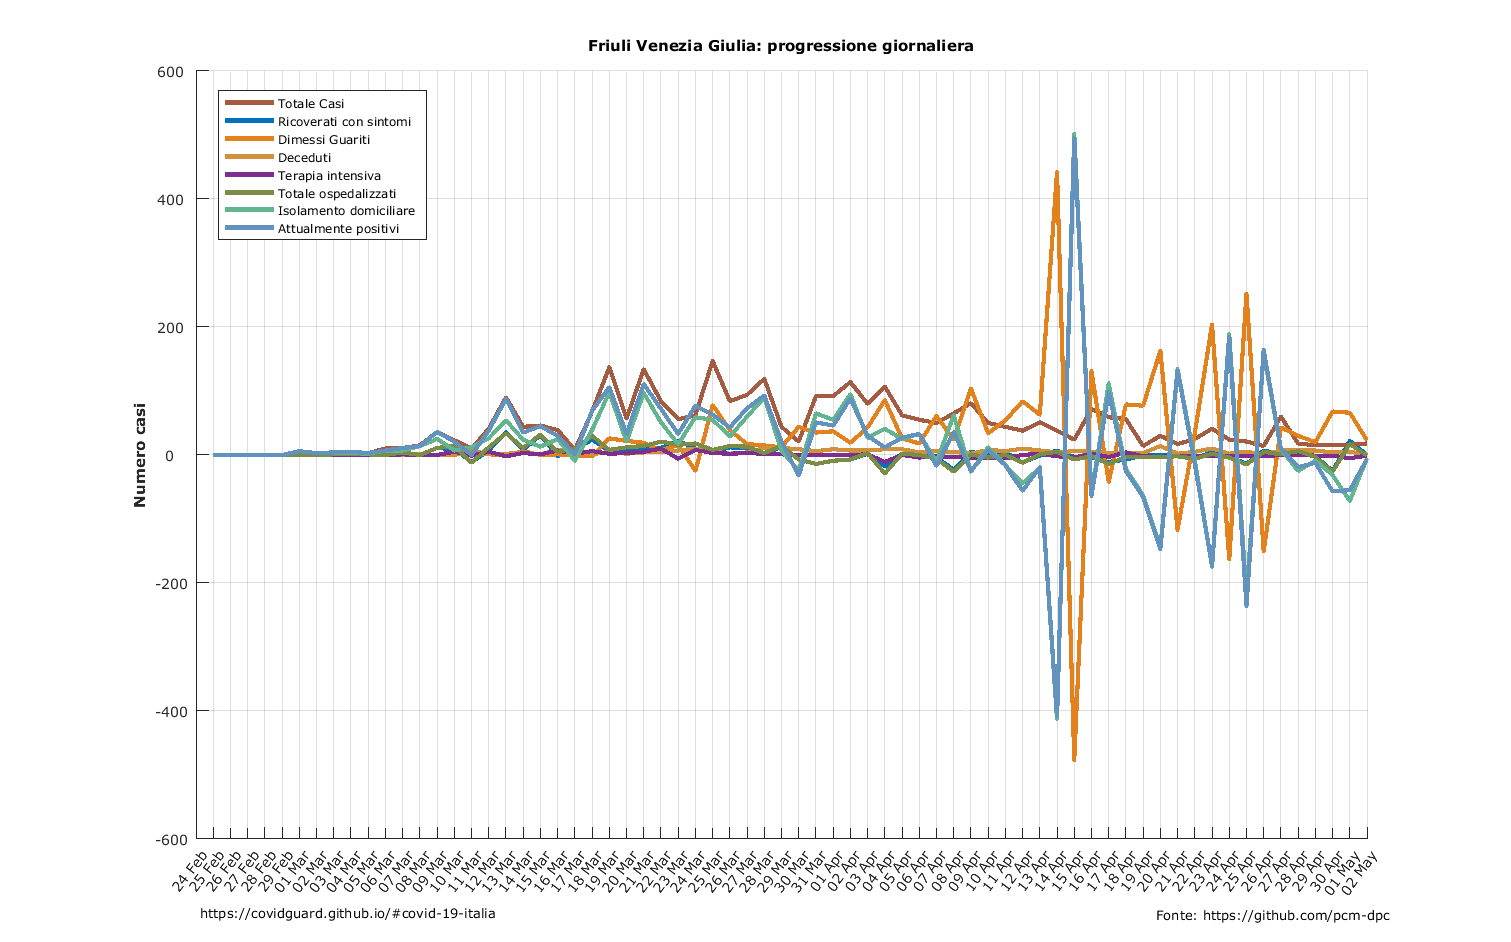 Friuli Venezia Giulia: progressione giornaliera
600
400
200
0
-200
-400
-600
Numero casi
Totale Casi
Ricoverati con sintomi
Dimessi Guariti
Deceduti
Terapia intensiva
Totale ospedalizzati
Isolamento domiciliare
Attualmente positivi
24 Feb
25 Feb
26 Feb
27 Feb
28 Feb
29 Feb
01 Mar
02 Mar
03 Mar
04 Mar
05 Mar
06 Mar
07 Mar
08 Mar
09 Mar
10 Mar
11 Mar
12 Mar
13 Mar
14 Mar
15 Mar
16 Mar
17 Mar
18 Mar
19 Mar
20 Mar
21 Mar
22 Mar
23 Mar
24 Mar
25 Mar
26 Mar
27 Mar
28 Mar
29 Mar
30 Mar
31 Mar
01 Apr
02 Apr
03 Apr
04 Apr
05 Apr
06 Apr
07 Apr
08 Apr
09 Apr
10 Apr
11 Apr
12 Apr
13 Apr
14 Apr
15 Apr
16 Apr
17 Apr
18 Apr
19 Apr
20 Apr
21 Apr
22 Apr
23 Apr
24 Apr
25 Apr
26 Apr
27 Apr
28 Apr
29 Apr
30 Apr
01 May
02 May
https://covidguard.github.io/#covid-19-italia
Fonte: https://github.com/pcm-dpc